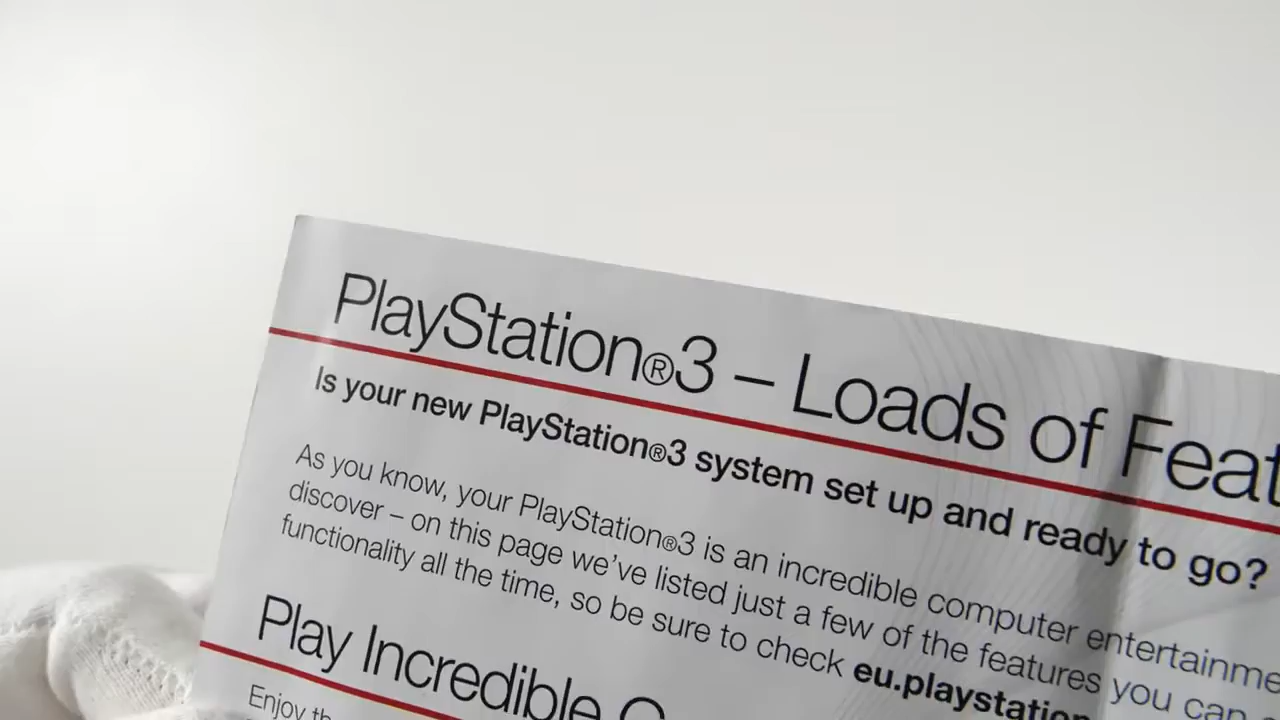 PlayStation®3 – Loads of Feat
Is your new PlayStation®3 system set up and ready to go?
As you know, your PlayStation®3 is an incredible computer entertainme
discover – on this page we've listed just a few of the features you can
functionality all the time, so be sure to check eu.playstation
Play Incredible
Enjoy th